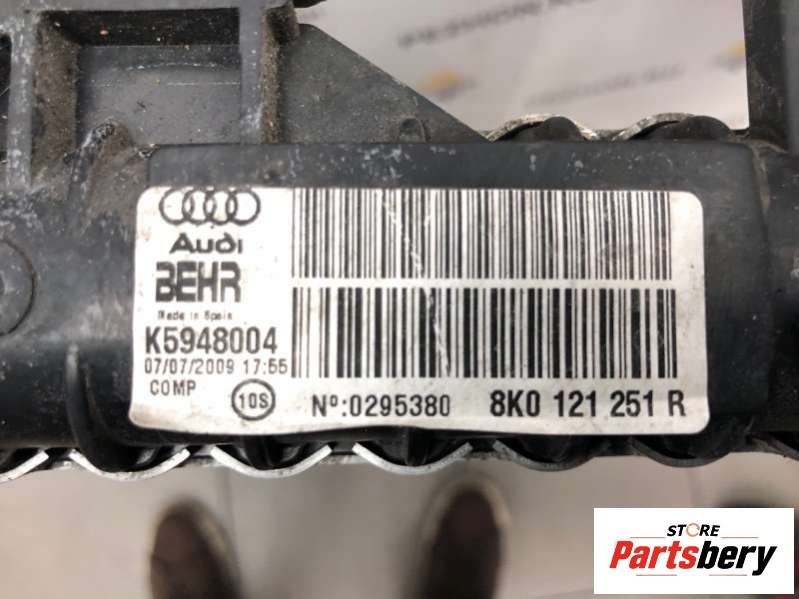 Audi
BEHR
Made in Spain
K5948004
07/07/2009 17:55
COMP
10S
Nº:0295380
8K0 121 251 R
STORE
Partsbery